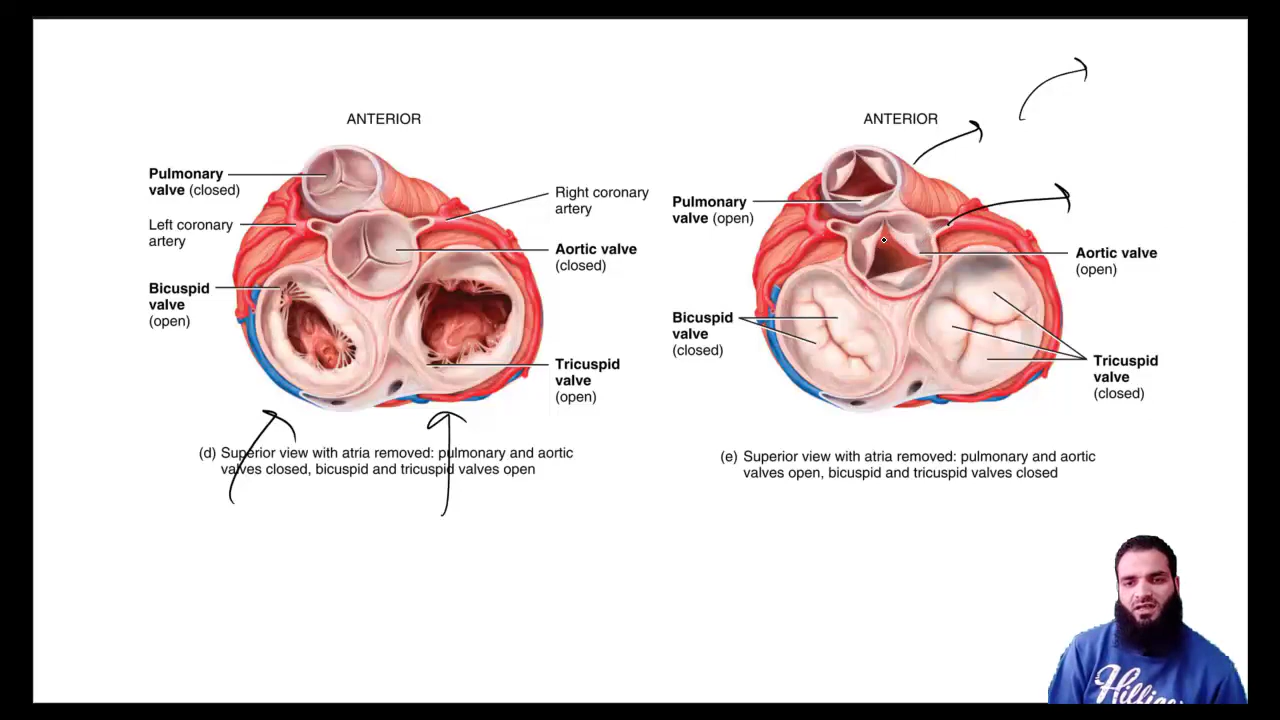 ANTERIOR
Pulmonary
valve (closed)
Left coronary
artery
Bicuspid
valve
(open)
Right coronary
artery
Aortic valve
(closed)
Tricuspid
valve
(open)
(d) Superior view with atria removed: pulmonary and aortic
valves closed, bicuspid and tricuspid valves open
ANTERIOR
Pulmonary
valve (open)
Bicuspid
valve
(closed)
Aortic valve
(open)
Tricuspid
valve
(closed)
(e) Superior view with atria removed: pulmonary and aortic
valves open, bicuspid and tricuspid valves closed